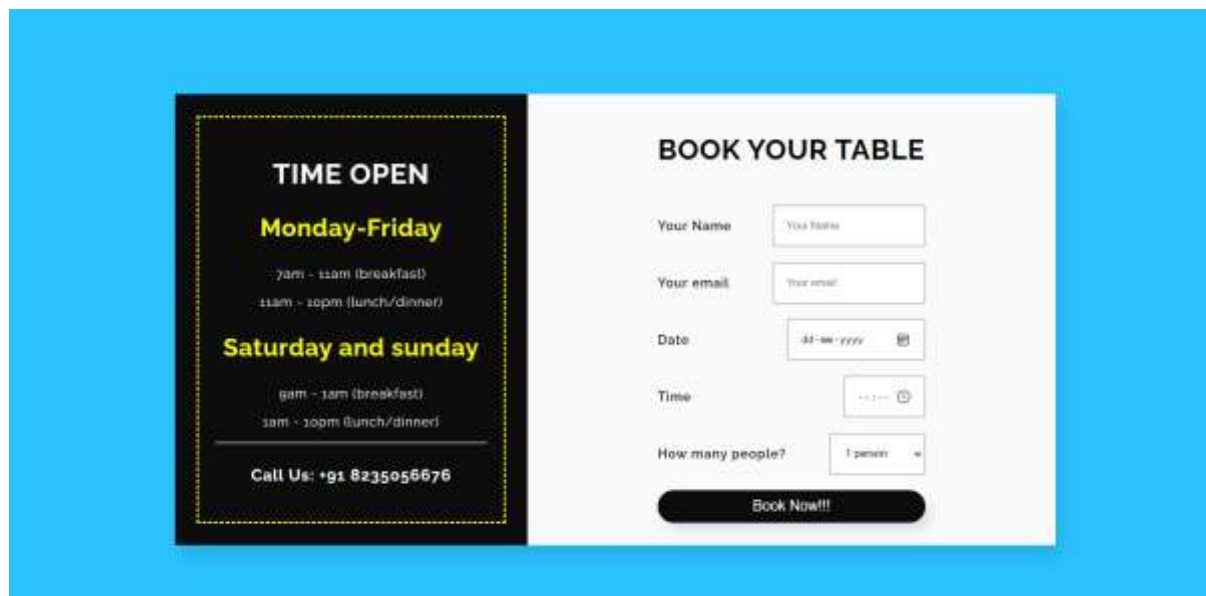 TIME OPEN
Monday-Friday
7am - 11am (breakfast)
11am - 10pm (lunch/dinner)
Saturday and sunday
9am - 1am (breakfast)
1am - 10pm (lunch/dinner)
Call Us: +91 8235056676
BOOK YOUR TABLE
Your Name
Your Name
Your email
Your email
Date
dd-mm-yyyy
Time
--:--
How many people?
1 person
Book Now!!!